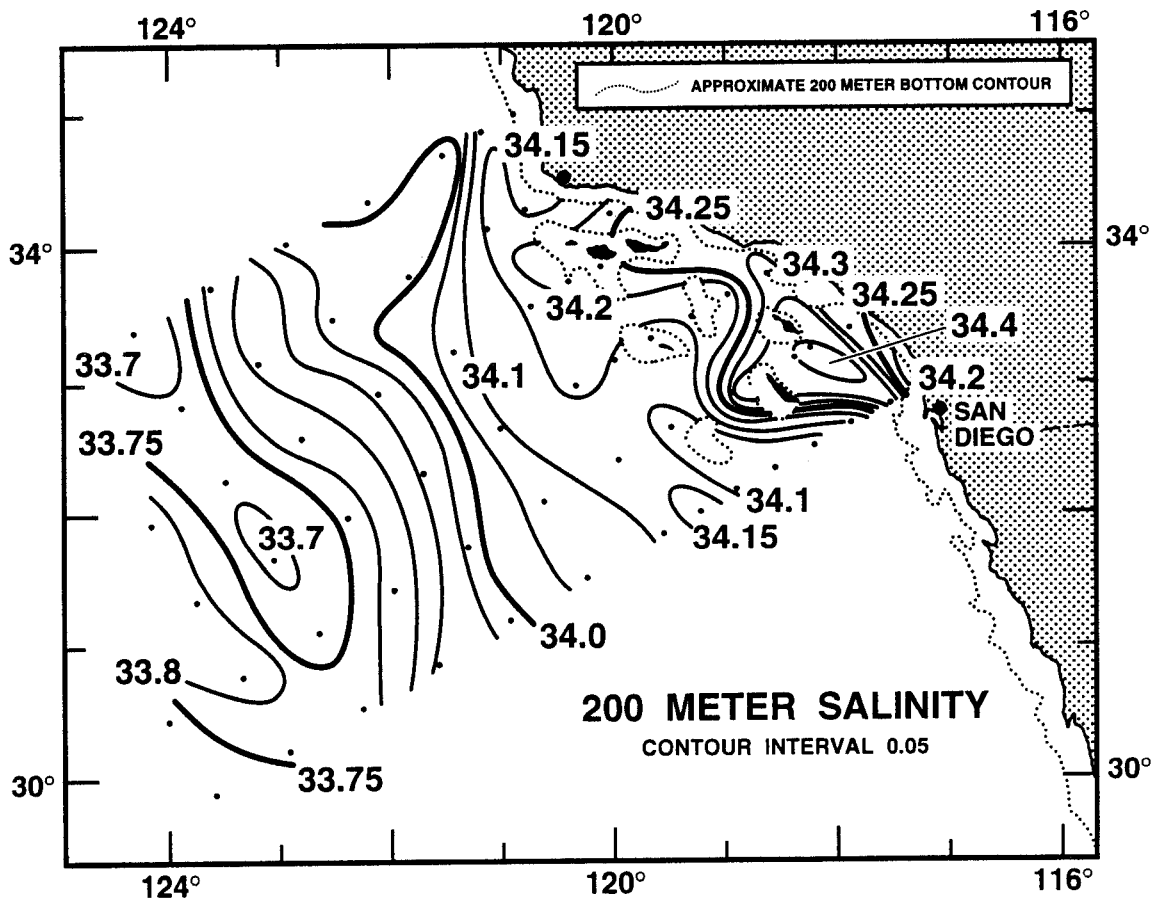 124° 120° 116°
APPROXIMATE 200 METER BOTTOM CONTOUR
34.15
34.25
34° 34°
34.3
34.2
34.25
34.4
33.7
34.1
34.2
SAN
DIEGO
33.75
34.1
33.7
34.15
34.0
33.8
200 METER SALINITY
CONTOUR INTERVAL 0.05
33.75
30° 30°
124° 120° 116°